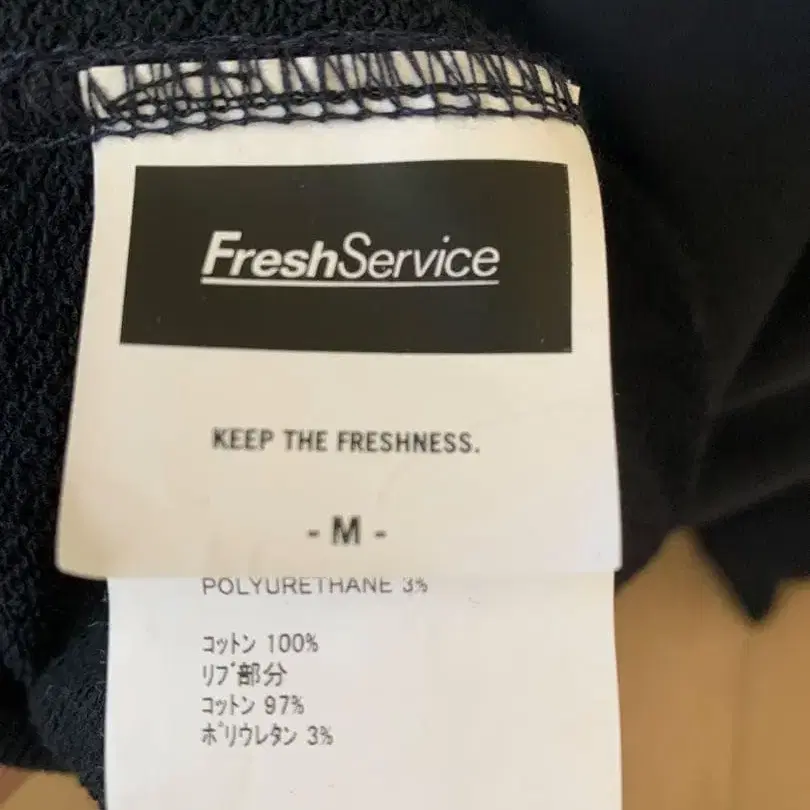 FreshService
KEEP THE FRESHNESS.
- M -
POLYURETHANE 3%
コットン 100%
リブ部分
コットン 97%
ポリウレタン 3%